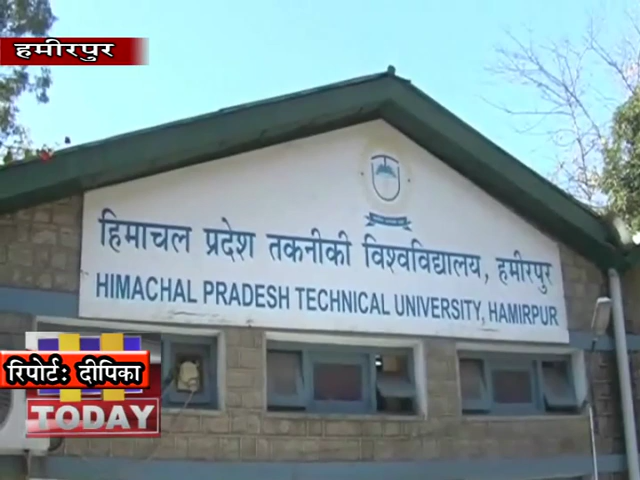 हमीरपुर
हिमाचल प्रदेश तकनीकी विश्वविद्यालय, हमीरपुर
HIMACHAL PRADESH TECHNICAL UNIVERSITY, HAMIRPUR
रिपोर्ट: दीपिका
TODAY